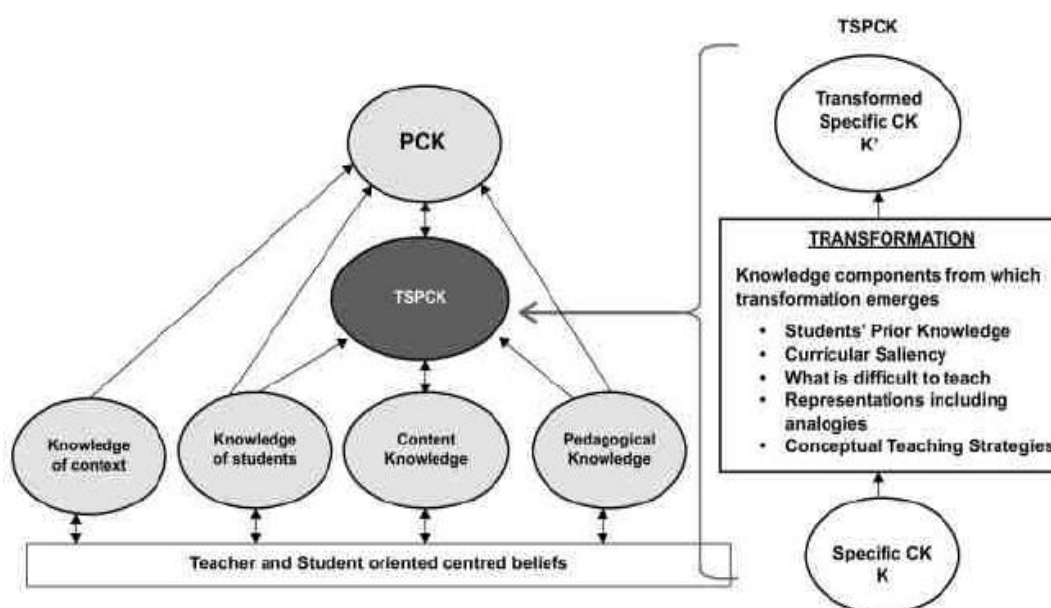 TSPCK
Transformed
Specific CK
K'
PCK
TRANSFORMATION
Knowledge components from which
transformation emerges
• Students' Prior Knowledge
• Curricular Saliency
• What is difficult to teach
• Representations including
analogies
• Conceptual Teaching Strategies
TSPCK
Knowledge
of context
Knowledge
of students
Content
Knowledge
Pedagogical
Knowledge
Teacher and Student oriented centred beliefs
Specific CK
K